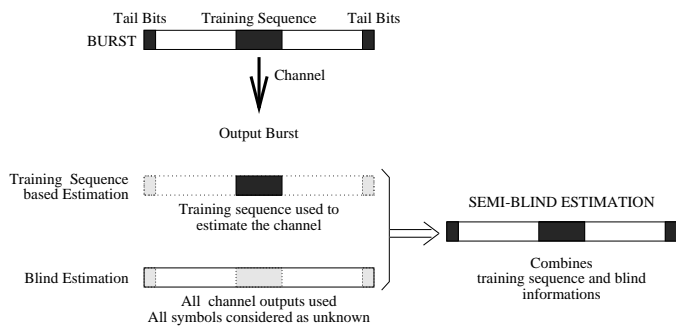 Tail Bits Training Sequence Tail Bits
BURST
Channel
Output Burst
Training Sequence
based Estimation
Training sequence used to
estimate the channel
SEMI-BLIND ESTIMATION
Combines
training sequence and blind
informations
Blind Estimation
All channel outputs used
All symbols considered as unknown